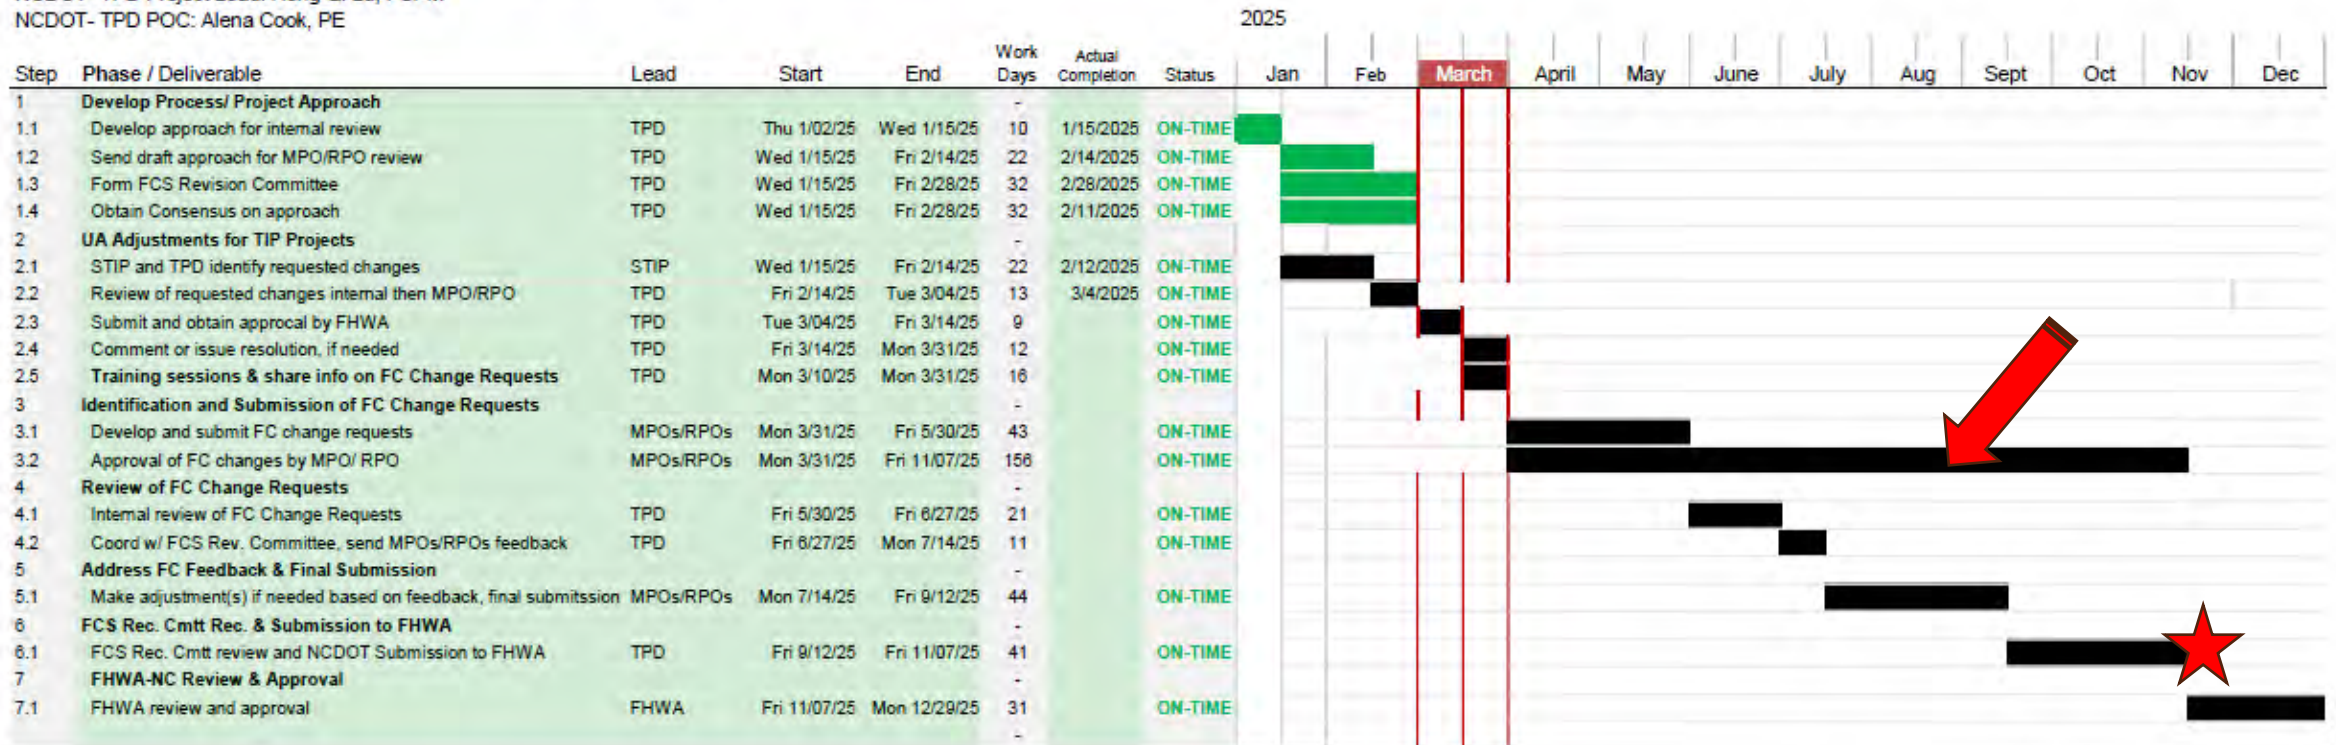 NCDOT- TPD POC: Alena Cook, PE
2025
Step Phase / Deliverable Lead Start End Work Days Actual Completion Status Jan Feb March April May June July Aug Sept Oct Nov Dec
1 Develop Process/ Project Approach -
1.1 Develop approach for internal review TPD Thu 1/02/25 Wed 1/15/25 10 1/15/2025 ON-TIME
1.2 Send draft approach for MPO/RPO review TPD Wed 1/15/25 Fri 2/14/25 22 2/14/2025 ON-TIME
1.3 Form FCS Revision Committee TPD Wed 1/15/25 Fri 2/28/25 32 2/28/2025 ON-TIME
1.4 Obtain Consensus on approach TPD Wed 1/15/25 Fri 2/28/25 32 2/11/2025 ON-TIME
2 UA Adjustments for TIP Projects -
2.1 STIP and TPD identify requested changes STIP Wed 1/15/25 Fri 2/14/25 22 2/12/2025 ON-TIME
2.2 Review of requested changes internal then MPO/RPO TPD Fri 2/14/25 Tue 3/04/25 13 3/4/2025 ON-TIME
2.3 Submit and obtain approcal by FHWA TPD Tue 3/04/25 Fri 3/14/25 9 ON-TIME
2.4 Comment or issue resolution, if needed TPD Fri 3/14/25 Mon 3/31/25 12 ON-TIME
2.5 Training sessions & share info on FC Change Requests TPD Mon 3/10/25 Mon 3/31/25 16 ON-TIME
3 Identification and Submission of FC Change Requests -
3.1 Develop and submit FC change requests MPOs/RPOs Mon 3/31/25 Fri 5/30/25 43 ON-TIME
3.2 Approval of FC changes by MPO/ RPO MPOs/RPOs Mon 3/31/25 Fri 11/07/25 156 ON-TIME
4 Review of FC Change Requests -
4.1 Internal review of FC Change Requests TPD Fri 5/30/25 Fri 6/27/25 21 ON-TIME
4.2 Coord w/ FCS Rev. Committee, send MPOs/RPOs feedback TPD Fri 6/27/25 Mon 7/14/25 11 ON-TIME
5 Address FC Feedback & Final Submission -
5.1 Make adjustment(s) if needed based on feedback, final submitssion MPOs/RPOs Mon 7/14/25 Fri 9/12/25 44 ON-TIME
6 FCS Rec. Cmtt Rec. & Submission to FHWA -
6.1 FCS Rec. Cmtt review and NCDOT Submission to FHWA TPD Fri 9/12/25 Fri 11/07/25 41 ON-TIME
7 FHWA-NC Review & Approval -
7.1 FHWA review and approval FHWA Fri 11/07/25 Mon 12/29/25 31 ON-TIME
-